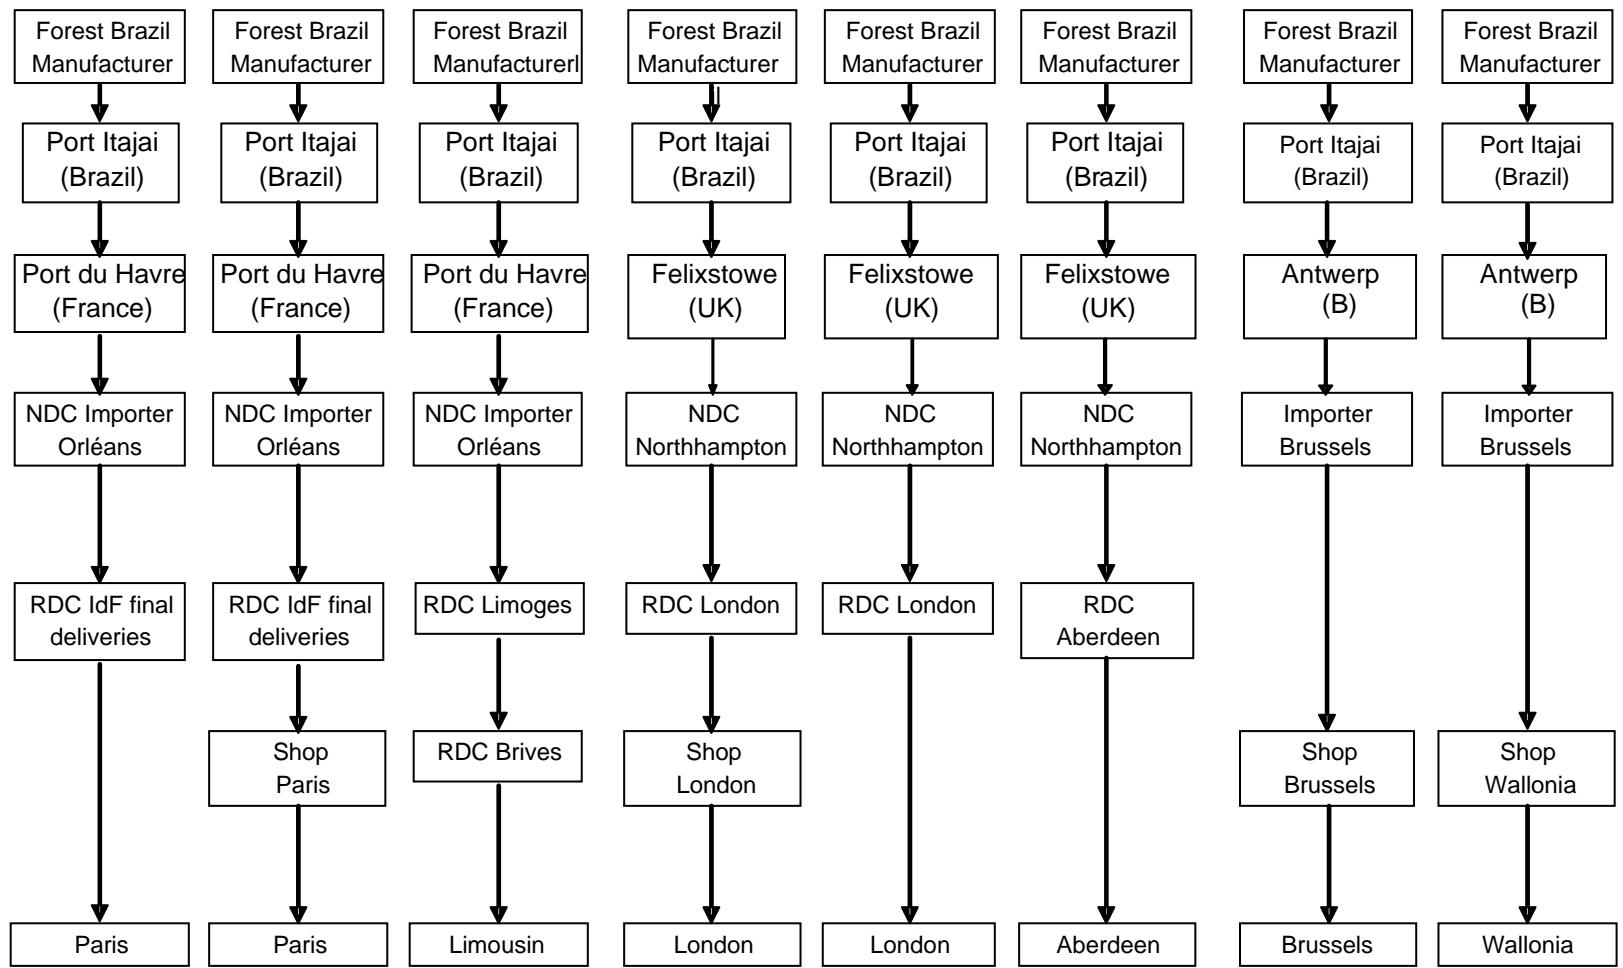 Forest Brazil
Manufacturer
Forest Brazil
Manufacturer
Forest Brazil
Manufacturerl
Forest Brazil
Manufacturer
Forest Brazil
Manufacturer
Forest Brazil
Manufacturer
Forest Brazil
Manufacturer
Forest Brazil
Manufacturer
Port Itajai
(Brazil)
Port Itajai
(Brazil)
Port Itajai
(Brazil)
Port Itajai
(Brazil)
Port Itajai
(Brazil)
Port Itajai
(Brazil)
Port Itajai
(Brazil)
Port Itajai
(Brazil)
Port du Havre
(France)
Port du Havre
(France)
Port du Havre
(France)
Felixstowe
(UK)
Felixstowe
(UK)
Felixstowe
(UK)
Antwerp
(B)
Antwerp
(B)
NDC Importer
Orléans
NDC Importer
Orléans
NDC Importer
Orléans
NDC
Northhampton
NDC
Northhampton
NDC
Northhampton
Importer
Brussels
Importer
Brussels
RDC IdF final
deliveries
RDC IdF final
deliveries
RDC Limoges
RDC London
RDC London
RDC
Aberdeen
Shop
Paris
RDC Brives
Shop
London
Shop
Brussels
Shop
Wallonia
Paris
Paris
Limousin
London
London
Aberdeen
Brussels
Wallonia